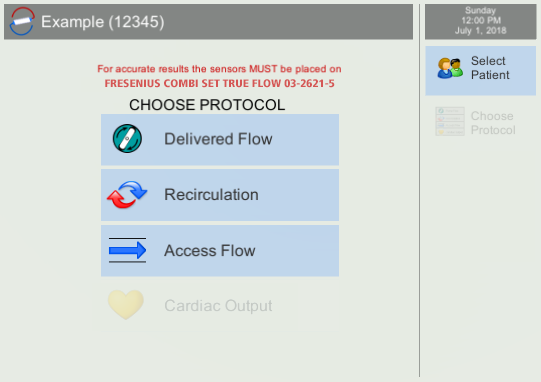 Example (12345)
Sunday
12:00 PM
July 1, 2018
For accurate results the sensors MUST be placed on
FRESENIUS COMBI SET TRUE FLOW 03-2621-5
CHOOSE PROTOCOL
Delivered Flow
Recirculation
Access Flow
Cardiac Output
Select
Patient
Choose
Protocol